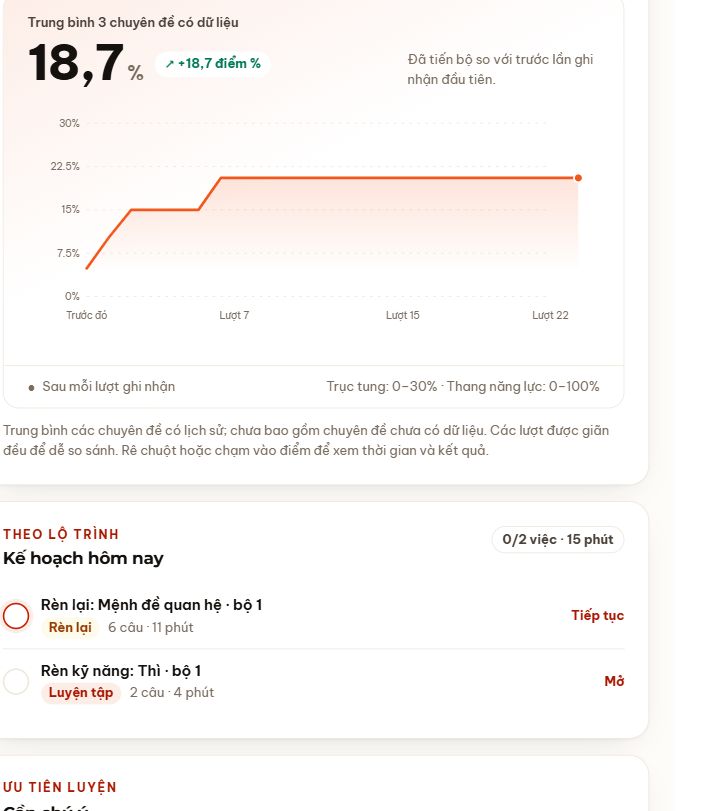 Trung bình 3 chuyên đề có dữ liệu
18,7 %
↗ +18,7 điểm %
Đã tiến bộ so với trước lần ghi
nhận đầu tiên.
30%
22.5%
15%
7.5%
0%
Trước đó
Lượt 7
Lượt 15
Lượt 22
● Sau mỗi lượt ghi nhận
Trục tung: 0–30% · Thang năng lực: 0–100%
Trung bình các chuyên đề có lịch sử; chưa bao gồm chuyên đề chưa có dữ liệu. Các lượt được giãn
đều để dễ so sánh. Rê chuột hoặc chạm vào điểm để xem thời gian và kết quả.
THEO LỘ TRÌNH
Kế hoạch hôm nay
0/2 việc · 15 phút
Rèn lại: Mệnh đề quan hệ · bộ 1
Rèn lại 6 câu · 11 phút
Tiếp tục
Rèn kỹ năng: Thì · bộ 1
Luyện tập 2 câu · 4 phút
Mở
ƯU TIÊN LUYỆN
Cần chú ý